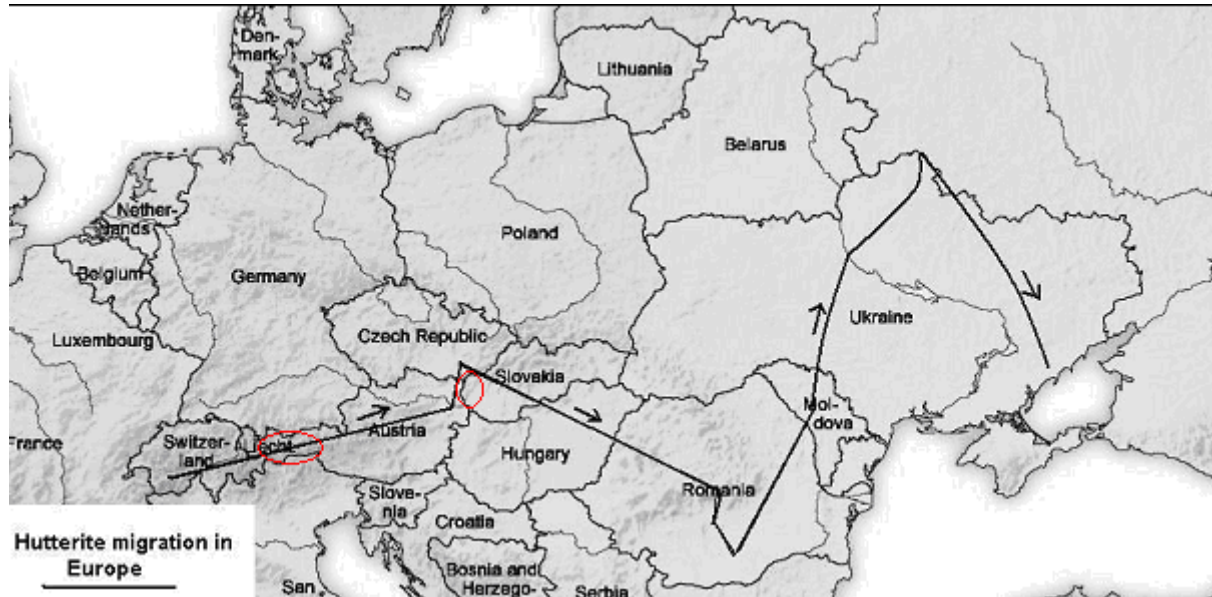 Den-
mark
Lithuania
Belarus
Nether-
lands
Poland
Belgium
Germany
Ukraine
Luxembourg
Czech Republic
Slovakia
Mol-
dova
France
Switzer-
land
Austria
Hungary
Romania
Slove-
nia
Croatia
Hutterite migration in
Europe
Bosnia and
Herzego-
San
Serbia